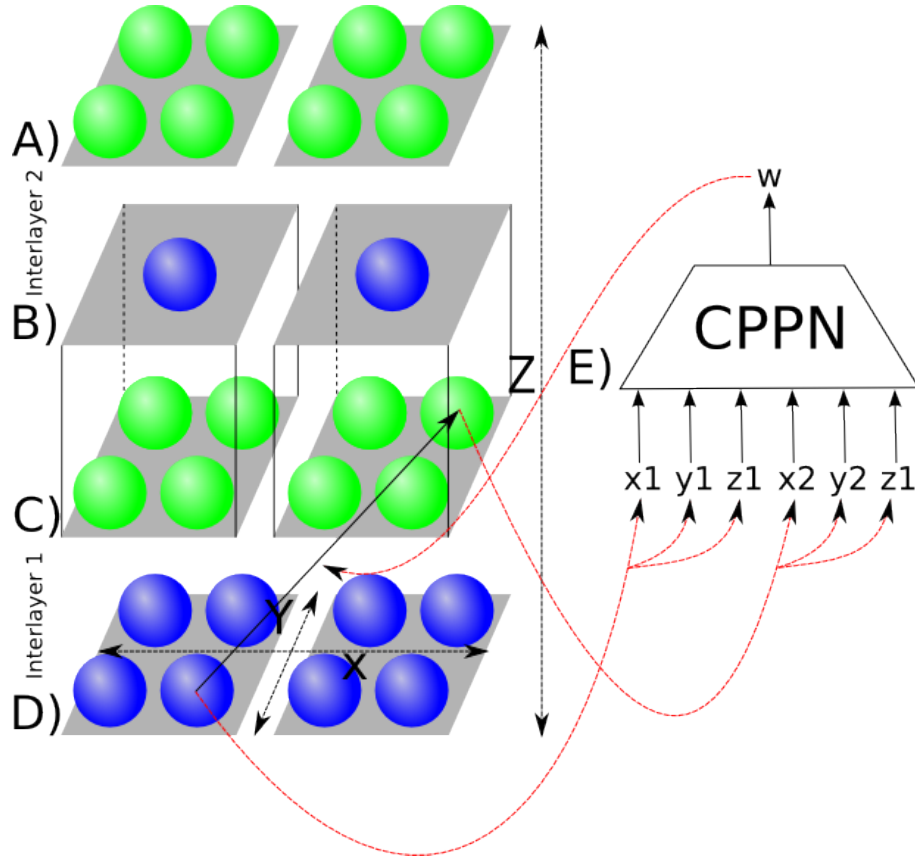 A)
Interlayer 2
B)
C)
Interlayer 1
D)
Z
Y
X
w
E)
CPPN
x1 y1 z1 x2 y2 z1